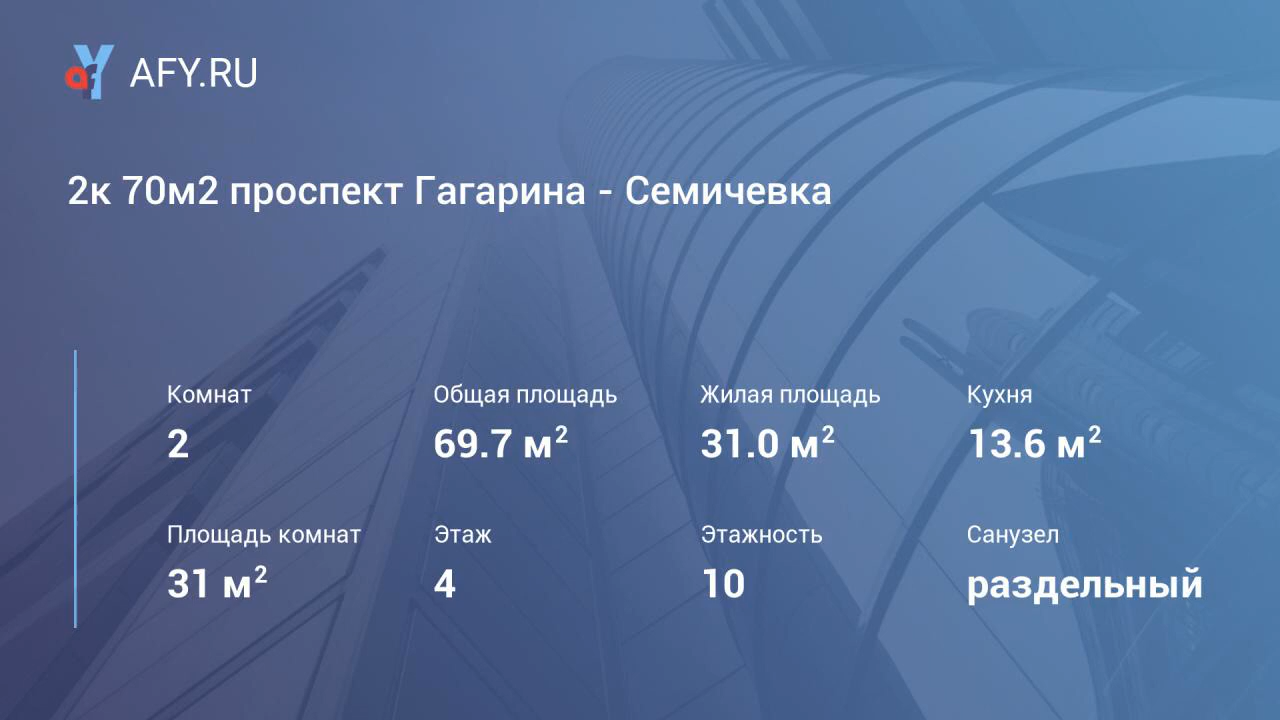 afY AFY.RU
2к 70м2 проспект Гагарина - Семичевка
Комнат Общая площадь Жилая площадь Кухня
2 69.7 м² 31.0 м² 13.6 м²
Площадь комнат Этаж Этажность Санузел
31 м² 4 10 раздельный